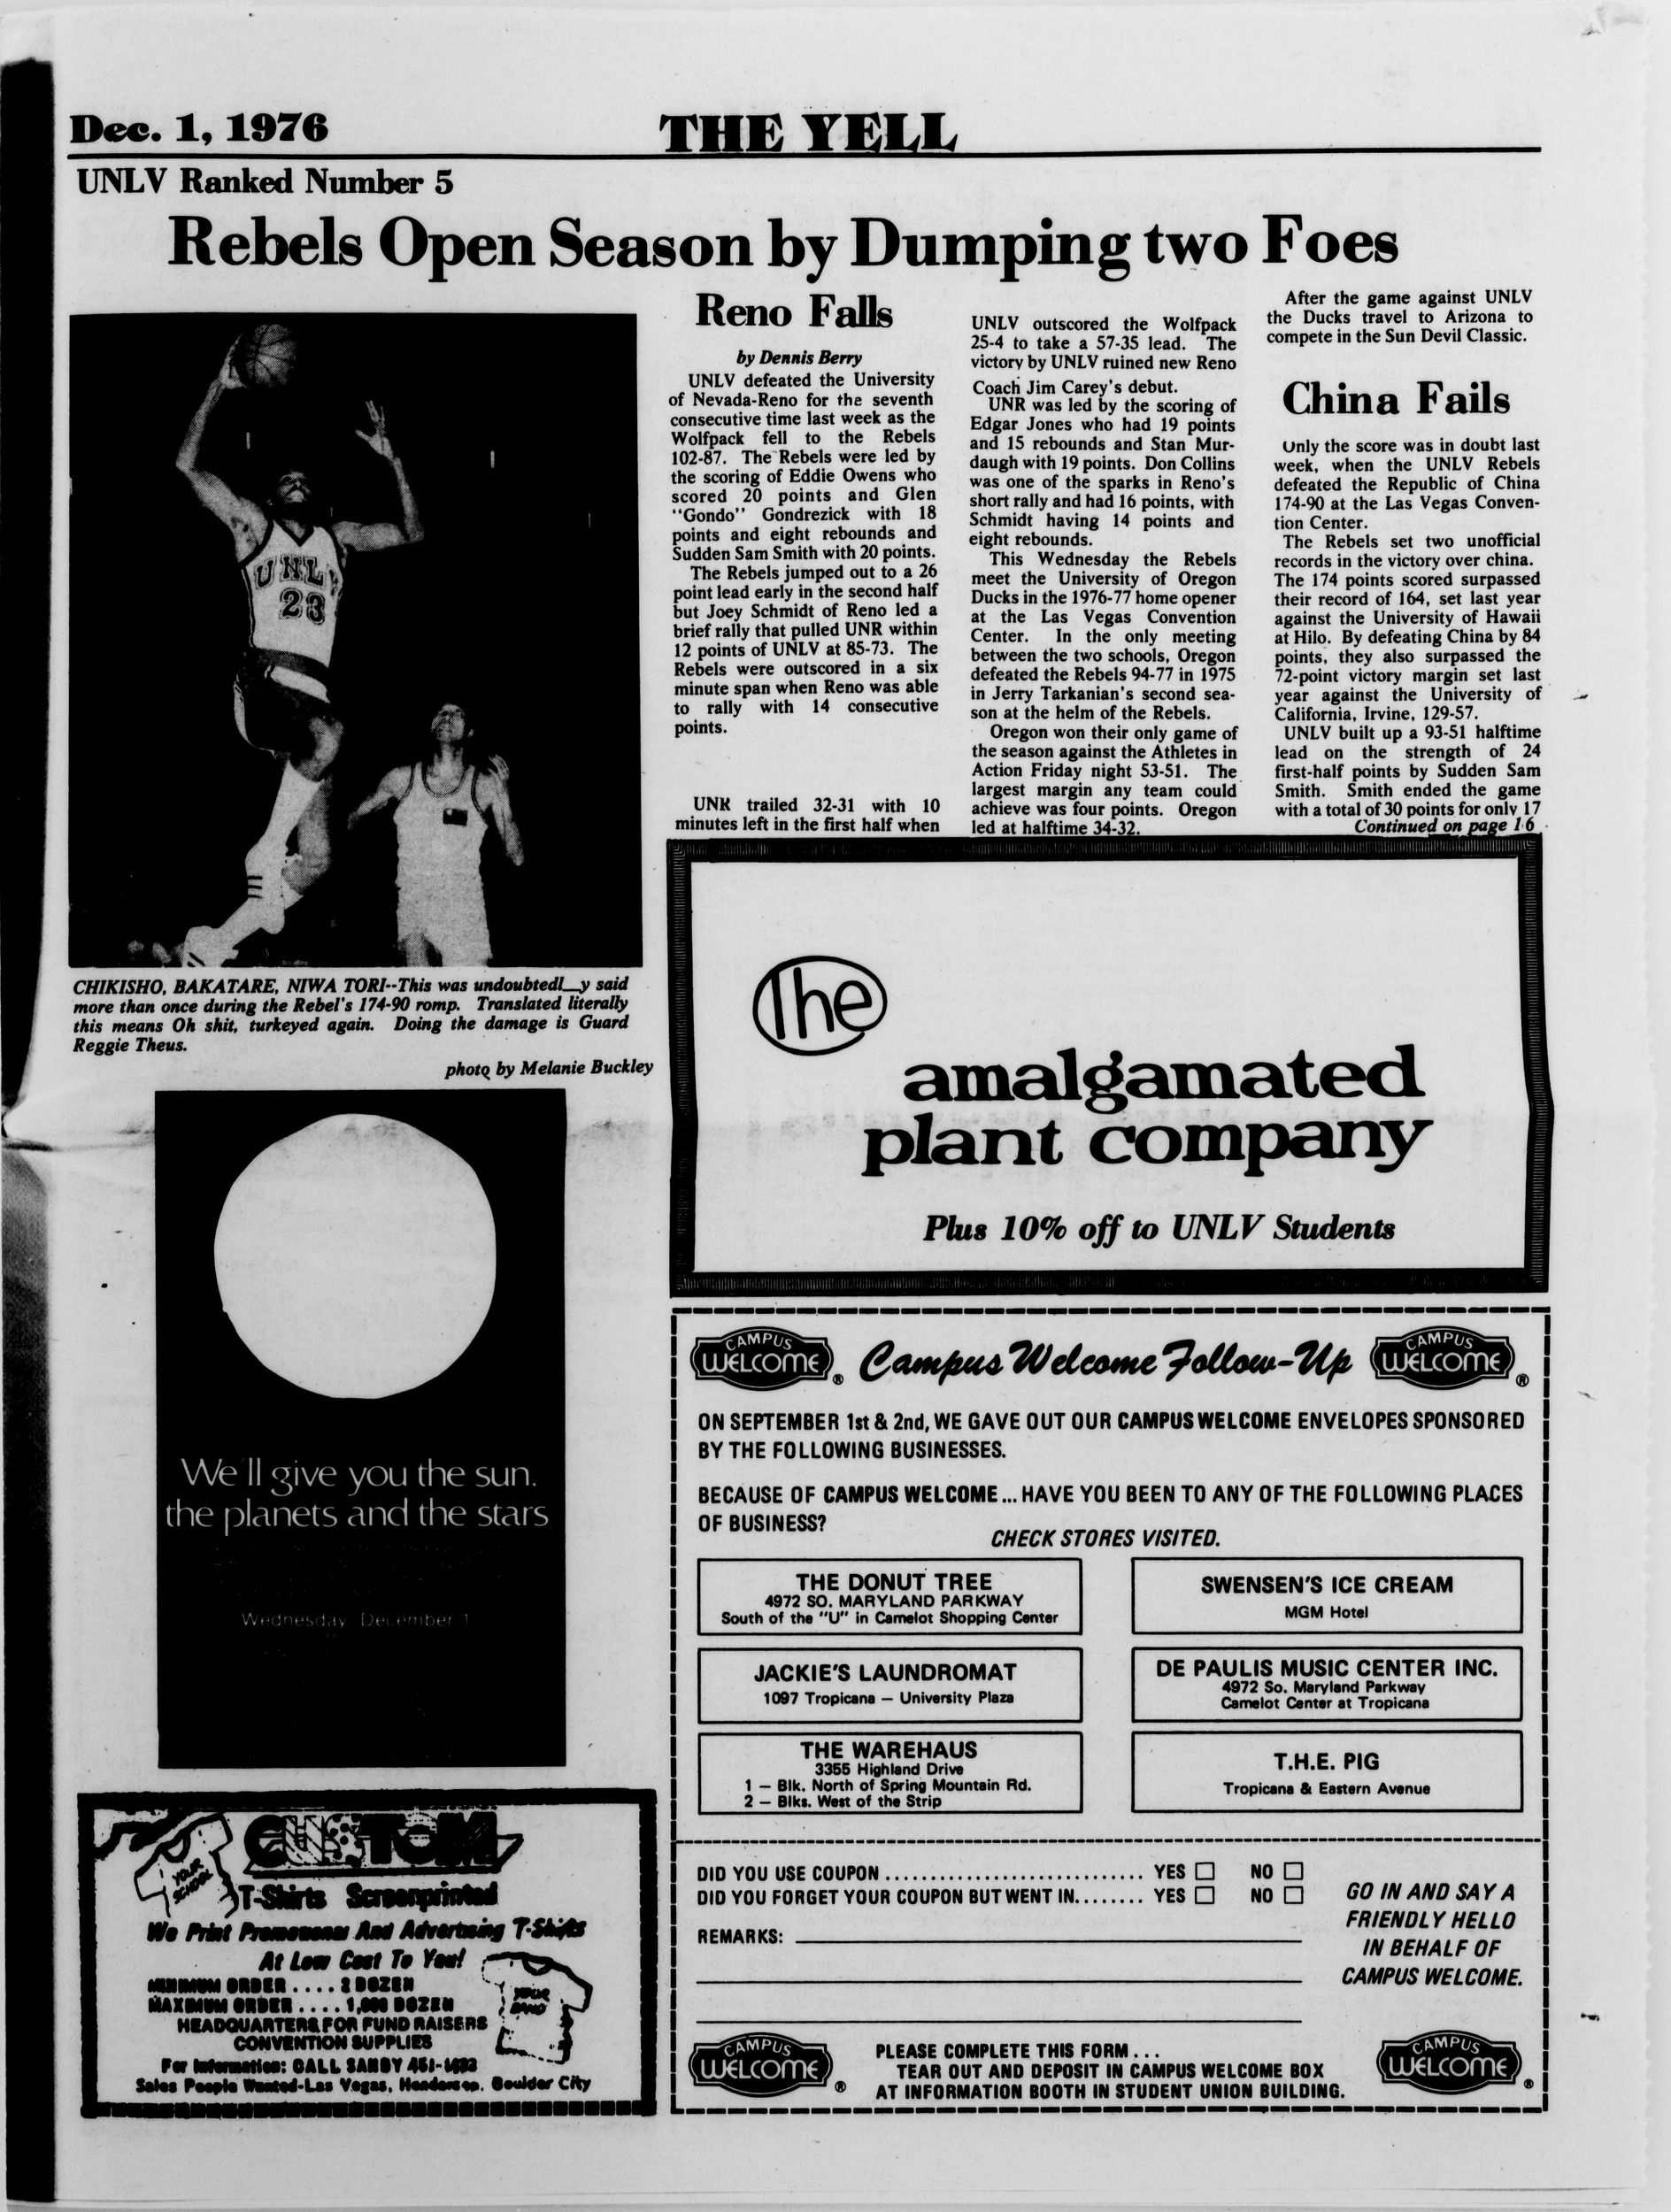 Dec. 1, 1976
THE YELL
UNLV Ranked Number 5
Rebels Open Season by Dumping two Foes
Reno Falls
by Dennis Berry
UNLV defeated the University
of Nevada-Reno for the seventh
consecutive time last week as the
Wolfpack fell to the Rebels
102-87. The Rebels were led by
the scoring of Eddie Owens who
scored 20 points and Glen
"Gondo" Gondrezick with 18
points and eight rebounds and
Sudden Sam Smith with 20 points.
The Rebels jumped out to a 26
point lead early in the second half
but Joey Schmidt of Reno led a
brief rally that pulled UNR within
12 points of UNLV at 85-73. The
Rebels were outscored in a six
minute span when Reno was able
to rally with 14 consecutive
points.
UNR trailed 32-31 with 10
minutes left in the first half when
UNLV outscored the Wolfpack
25-4 to take a 57-35 lead. The
victory by UNLV ruined new Reno
Coach Jim Carey's debut.
UNR was led by the scoring of
Edgar Jones who had 19 points
and 15 rebounds and Stan Mur-
daugh with 19 points. Don Collins
was one of the sparks in Reno's
short rally and had 16 points, with
Schmidt having 14 points and
eight rebounds.
This Wednesday the Rebels
meet the University of Oregon
Ducks in the 1976-77 home opener
at the Las Vegas Convention
Center. In the only meeting
between the two schools, Oregon
defeated the Rebels 94-77 in 1975
in Jerry Tarkanian's second sea-
son at the helm of the Rebels.
Oregon won their only game of
the season against the Athletes in
Action Friday night 53-51. The
largest margin any team could
achieve was four points. Oregon
led at halftime 34-32.
After the game against UNLV
the Ducks travel to Arizona to
compete in the Sun Devil Classic.
China Fails
Only the score was in doubt last
week, when the UNLV Rebels
defeated the Republic of China
174-90 at the Las Vegas Conven-
tion Center.
The Rebels set two unofficial
records in the victory over china.
The 174 points scored surpassed
their record of 164, set last year
against the University of Hawaii
at Hilo. By defeating China by 84
points, they also surpassed the
72-point victory margin set last
year against the University of
California, Irvine, 129-57.
UNLV built up a 93-51 halftime
lead on the strength of 24
first-half points by Sudden Sam
Smith. Smith ended the game
with a total of 30 points for only 17
Continued on page 16
UNLV
23
CHIKISHO, BAKATARE, NIWA TORI--This was undoubtedl_y said
more than once during the Rebel's 174-90 romp. Translated literally
this means Oh shit, turkeyed again. Doing the damage is Guard
Reggie Theus.
photo by Melanie Buckley
We'll give you the sun,
the planets and the stars
Wednesday December 1
CUSTOM
YOUR
SCHOOL
T-Shirts Screenprinted
We Print Promotional And Advertising T-Shirts
At Low Cost To You!
MINIMUM ORDER .... 2 DOZEN
MAXIMUM ORDER .... 1,000 DOZEN
YOUR
BAND
HEADQUARTERS FOR FUND RAISERS
CONVENTION SUPPLIES
For Information: CALL SANDY
Sales People Wanted-Las Vegas, Henderson, Boulder City
The
amalgamated
plant company
Plus 10% off to UNLV Students
CAMPUS
WELCOME ®
Campus Welcome Follow-Up
CAMPUS
WELCOME ®
ON SEPTEMBER 1st & 2nd, WE GAVE OUT OUR CAMPUS WELCOME ENVELOPES SPONSORED
BY THE FOLLOWING BUSINESSES.
BECAUSE OF CAMPUS WELCOME ... HAVE YOU BEEN TO ANY OF THE FOLLOWING PLACES
OF BUSINESS?
CHECK STORES VISITED.
THE DONUT TREE
4972 SO. MARYLAND PARKWAY
South of the "U" in Camelot Shopping Center
SWENSEN'S ICE CREAM
MGM Hotel
JACKIE'S LAUNDROMAT
1097 Tropicana — University Plaza
DE PAULIS MUSIC CENTER INC.
4972 So. Maryland Parkway
Camelot Center at Tropicana
THE WAREHAUS
3355 Highland Drive
1 — Blk. North of Spring Mountain Rd.
2 — Blks. West of the Strip
T.H.E. PIG
Tropicana & Eastern Avenue
DID YOU USE COUPON ............................ YES □ NO □
DID YOU FORGET YOUR COUPON BUT WENT IN........ YES □ NO □
REMARKS:
GO IN AND SAY A
FRIENDLY HELLO
IN BEHALF OF
CAMPUS WELCOME.
CAMPUS
WELCOME ®
PLEASE COMPLETE THIS FORM ...
TEAR OUT AND DEPOSIT IN CAMPUS WELCOME BOX
AT INFORMATION BOOTH IN STUDENT UNION BUILDING.
CAMPUS
WELCOME ®